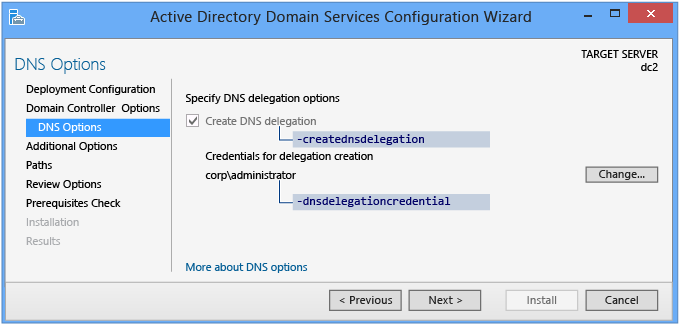 Active Directory Domain Services Configuration Wizard
DNS Options
TARGET SERVER
dc2
Deployment Configuration
Domain Controller Options
DNS Options
Additional Options
Paths
Review Options
Prerequisites Check
Installation
Results
Specify DNS delegation options
Create DNS delegation
-creatednsdelegation
Credentials for delegation creation
corp\administrator
Change...
-dnsdelegationcredential
More about DNS options
< Previous
Next >
Install
Cancel